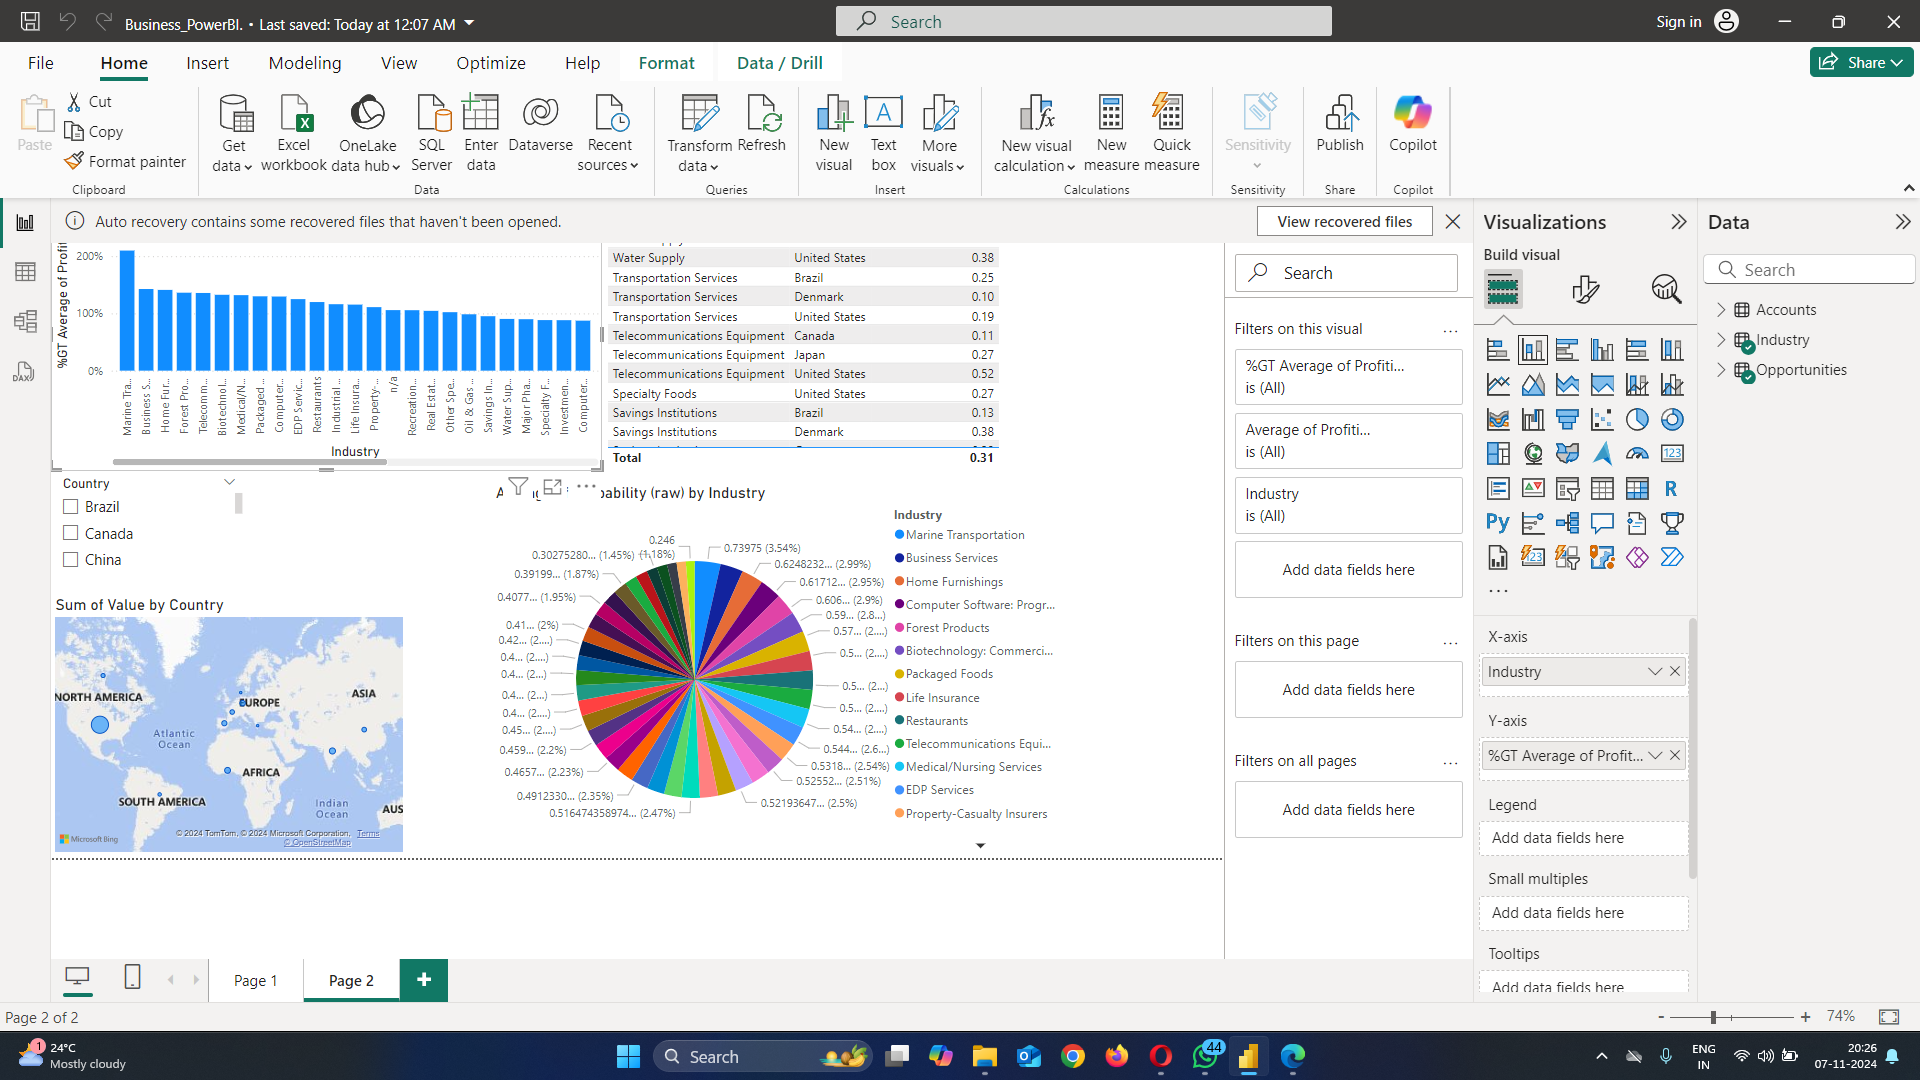 Business_PowerBI. • Last saved: Today at 12:07 AM
Search
Sign in
File Home Insert Modeling View Optimize Help Format Data / Drill
Share
Paste
Cut
Copy
Format painter
Clipboard
Get data
Excel workbook
OneLake data hub
SQL Server
Enter data
Dataverse
Recent sources
Data
Transform data
Refresh
Queries
New visual
Text box
More visuals
Insert
New visual calculation
New measure
Quick measure
Calculations
Sensitivity
Sensitivity
Publish
Share
Copilot
Copilot
Auto recovery contains some recovered files that haven't been opened.
View recovered files
%GT Average of Profit
200%
100%
0%
Marine Tra...
Business S...
Home Fur...
Forest Pro...
Telecomm...
Biotechno l...
Medical/N...
Packaged ...
Computer...
EDP Servic...
Restaurants
Industrial ...
Life Insura...
Property-...
n/a
Recreation...
Real Estat...
Other Spe...
Oil & Gas ...
Savings In...
Water Sup...
Major Pha...
Specialty F...
Investmen...
Computer...
Industry
Water Supply United States 0.38
Transportation Services Brazil 0.25
Transportation Services Denmark 0.10
Transportation Services United States 0.19
Telecommunications Equipment Canada 0.11
Telecommunications Equipment Japan 0.27
Telecommunications Equipment United States 0.52
Specialty Foods United States 0.27
Savings Institutions Brazil 0.13
Savings Institutions Denmark 0.38
Total 0.31
Country
Brazil
Canada
China
Sum of Value by Country
NORTH AMERICA
EUROPE
ASIA
Atlantic
Ocean
AFRICA
SOUTH AMERICA
Indian
Ocean
AUS
Microsoft Bing
© 2024 TomTom, © 2024 Microsoft Corporation, Terms
© OpenStreetMap
pability (raw) by Industry
0.246
(1.18%)
0.30275280... (1.45%)
0.39199... (1.87%)
0.4077... (1.95%)
0.41... (2%)
0.42... (2....)
0.4... (2....)
0.4... (2....)
0.4... (2...)
0.4... (2....)
0.45... (2....)
0.459... (2.2%)
0.4657... (2.23%)
0.4912330... (2.35%)
0.516474358974... (2.47%)
0.73975 (3.54%)
0.6248232... (2.99%)
0.61712... (2.95%)
0.606... (2.9%)
0.59... (2.8...)
0.57... (2....)
0.5... (2....)
0.5... (2...)
0.5... (2....)
0.54... (2....)
0.544... (2.6...)
0.5318... (2.54%)
0.52552... (2.51%)
0.52193647... (2.5%)
Industry
Marine Transportation
Business Services
Home Furnishings
Computer Software: Progr...
Forest Products
Biotechnology: Commerci...
Packaged Foods
Life Insurance
Restaurants
Telecommunications Equi...
Medical/Nursing Services
EDP Services
Property-Casualty Insurers
Search
Filters on this visual
%GT Average of Profiti...
is (All)
Average of Profiti...
is (All)
Industry
is (All)
Add data fields here
Filters on this page
Add data fields here
Filters on all pages
Add data fields here
Visualizations
Build visual
123
R
Py
123
X-axis
Industry
Y-axis
%GT Average of Profit...
Legend
Add data fields here
Small multiples
Add data fields here
Tooltips
Add data fields here
Data
Search
Accounts
Industry
Opportunities
DAX
Page 1
Page 2
Page 2 of 2
74%
1
24°C
Mostly cloudy
Search
44
ENG
IN
20:26
07-11-2024